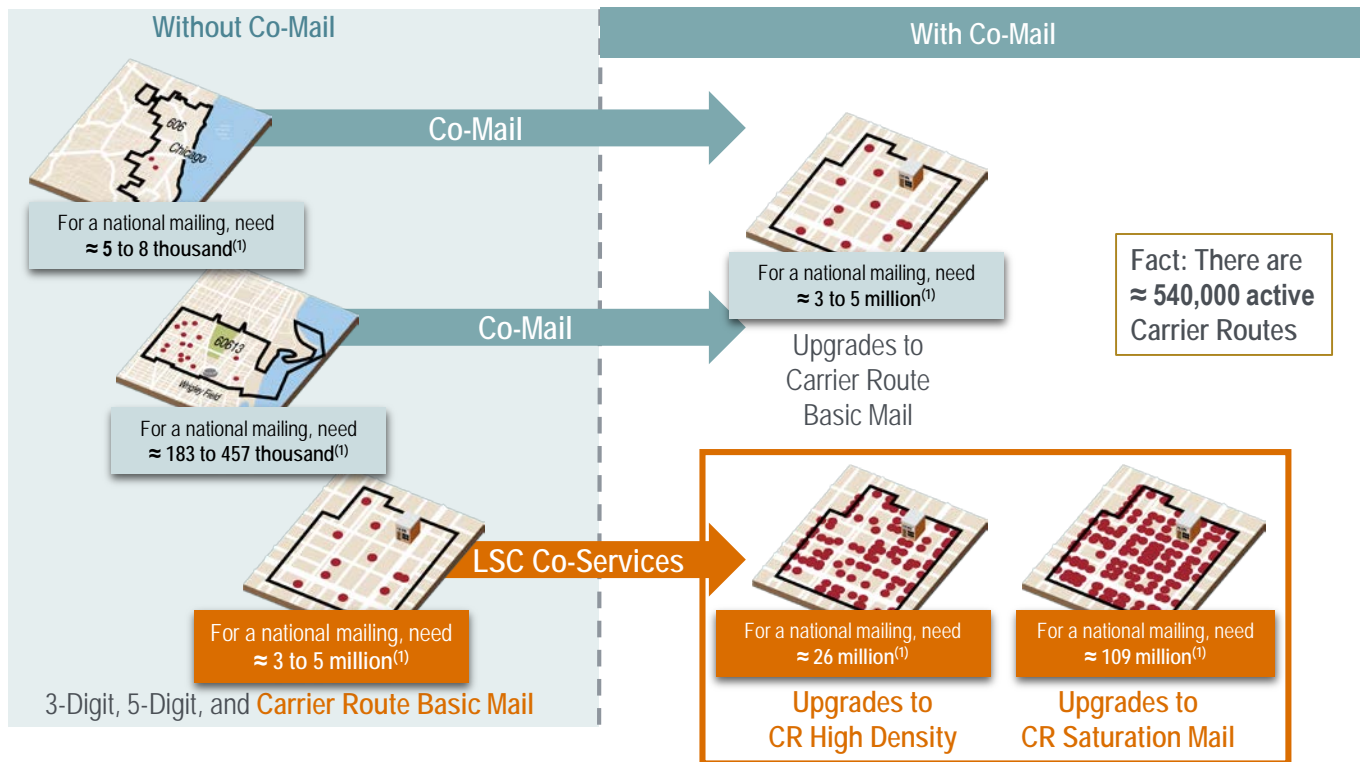 Without Co-Mail
With Co-Mail
606
Chicago
Co-Mail
For a national mailing, need
≈ 5 to 8 thousand(1)
For a national mailing, need
≈ 3 to 5 million(1)
Upgrades to
Carrier Route
Basic Mail
Fact: There are
≈ 540,000 active
Carrier Routes
60613
Wrigley Field
Co-Mail
For a national mailing, need
≈ 183 to 457 thousand(1)
LSC Co-Services
For a national mailing, need
≈ 3 to 5 million(1)
3-Digit, 5-Digit, and Carrier Route Basic Mail
For a national mailing, need
≈ 26 million(1)
Upgrades to
CR High Density
For a national mailing, need
≈ 109 million(1)
Upgrades to
CR Saturation Mail